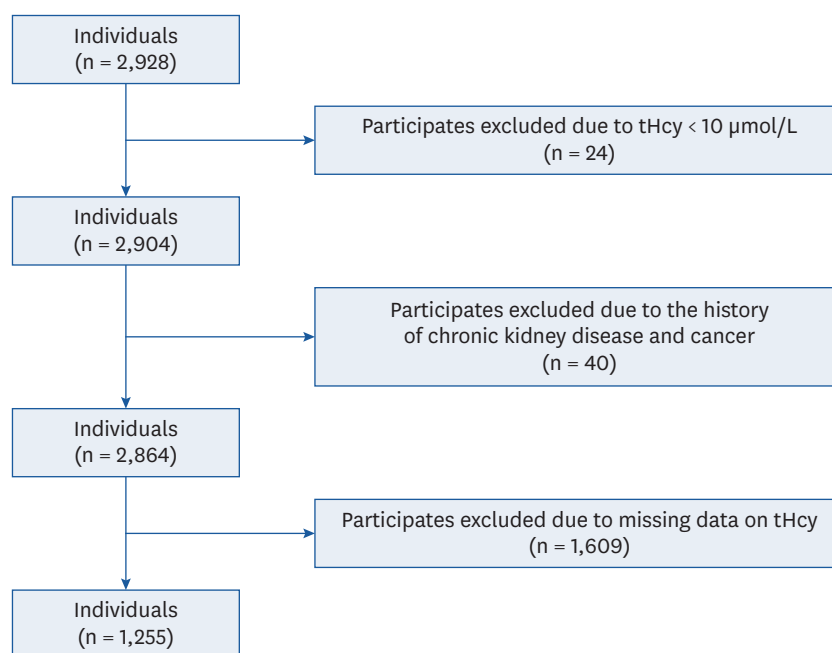 Individuals
(n = 2,928)
Participates excluded due to tHcy < 10 µmol/L
(n = 24)
Individuals
(n = 2,904)
Participates excluded due to the history
of chronic kidney disease and cancer
(n = 40)
Individuals
(n = 2,864)
Participates excluded due to missing data on tHcy
(n = 1,609)
Individuals
(n = 1,255)